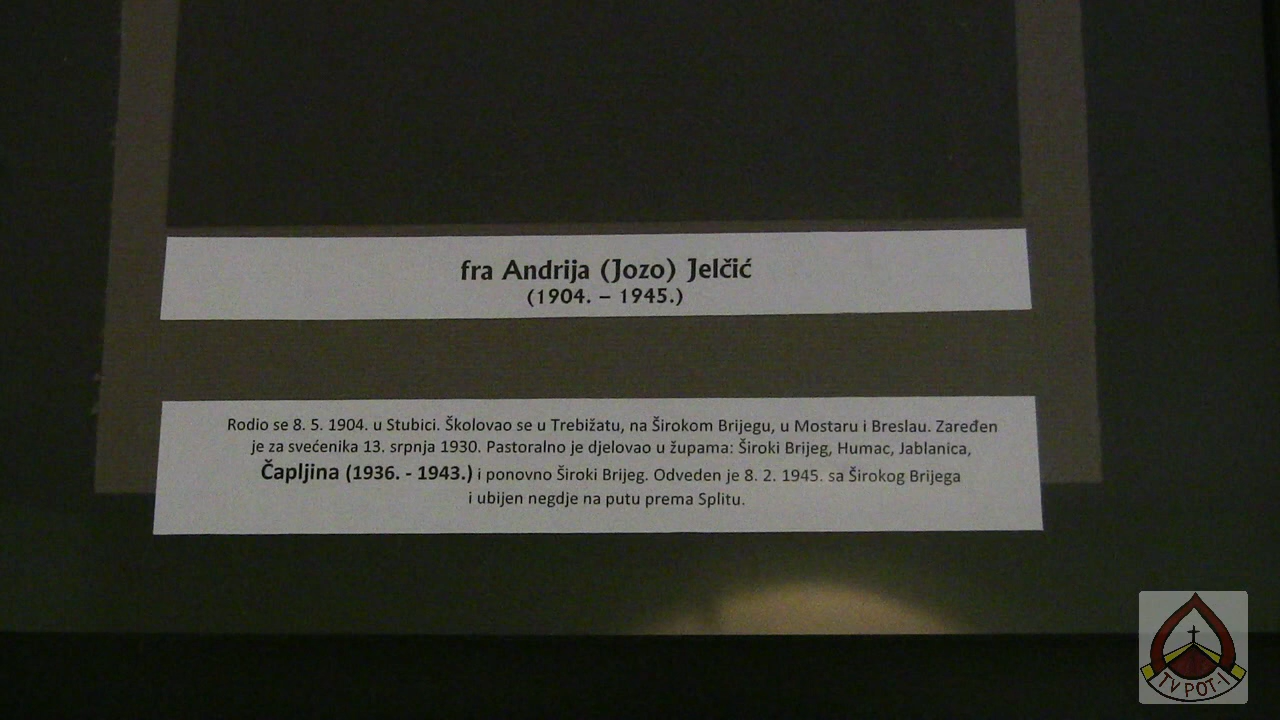 fra Andrija (Jozo) Jelčić
(1904. – 1945.)
Rodio se 8. 5. 1904. u Stubici. Školovao se u Trebižatu, na Širokom Brijegu, u Mostaru i Breslau. Zaređen
je za svećenika 13. srpnja 1930. Pastoralno je djelovao u župama: Široki Brijeg, Humac, Jablanica,
Čapljina (1936. - 1943.) i ponovno Široki Brijeg. Odveden je 8. 2. 1945. sa Širokog Brijega
i ubijen negdje na putu prema Splitu.
TV POT-I